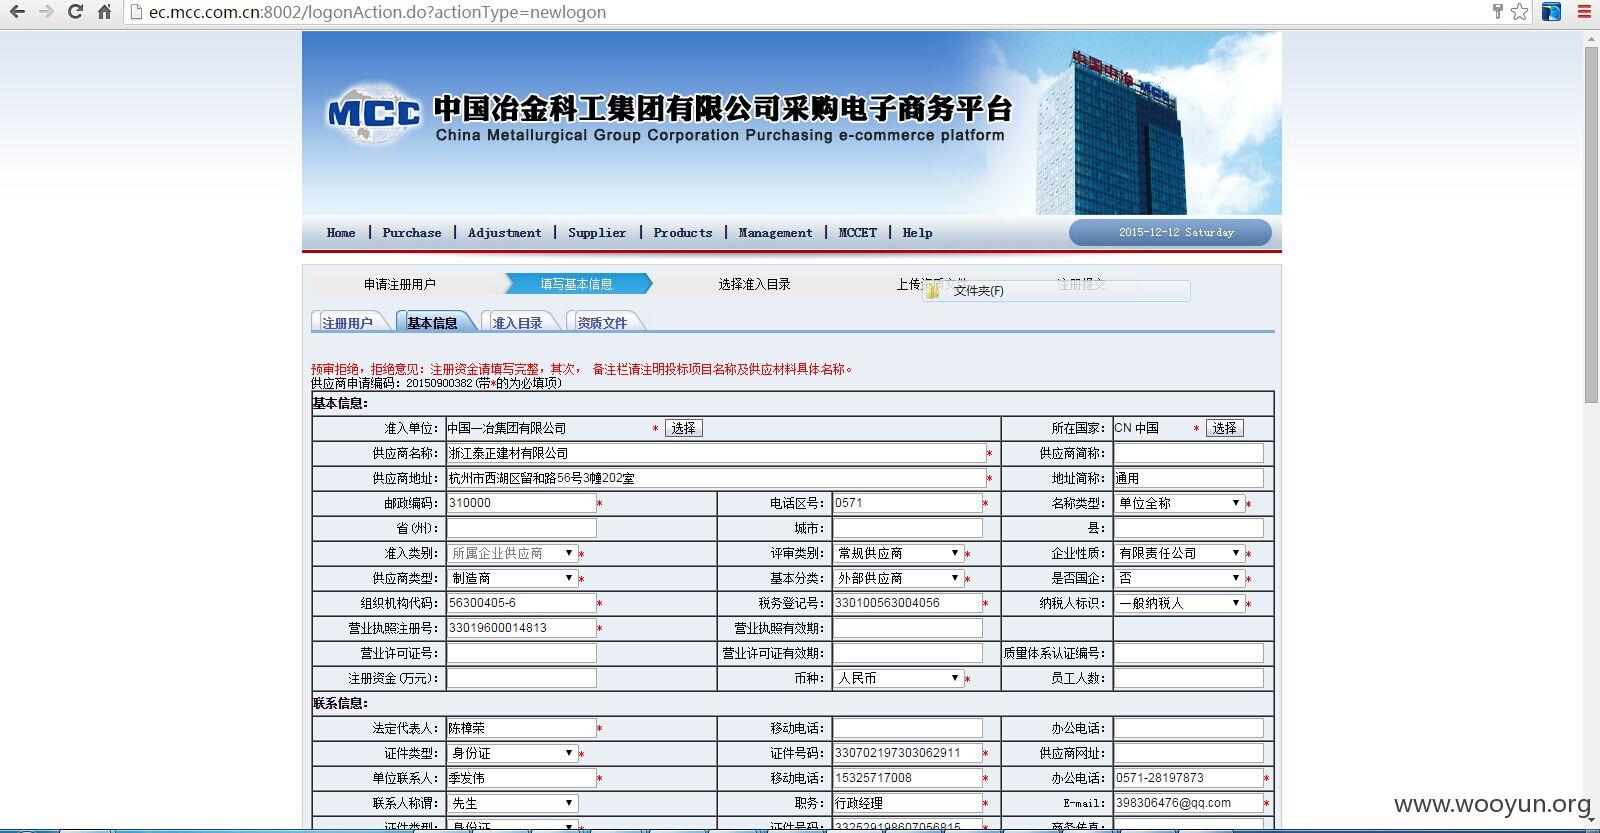 ec.mcc.com.cn:8002/logonAction.do?actionType=newlogon
中国中冶
MCC 中国冶金科工集团有限公司采购电子商务平台
China Metallurgical Group Corporation Purchasing e-commerce platform
Home | Purchase | Adjustment | Supplier | Products | Management | MCCET | Help 2015-12-12 Saturday
申请注册用户 填写基本信息 选择准入目录 上传资质文件 注册提交
文件夹(F)
注册用户 基本信息 准入目录 资质文件
预审拒绝，拒绝意见：注册资金请填写完整，其次， 备注栏请注明投标项目名称及供应材料具体名称。
供应商申请编码：20150900382(带*的为必填项)
基本信息：
准入单位： 中国一冶集团有限公司 * 选择 所在国家： CN 中国 * 选择
供应商名称： 浙江泰正建材有限公司 * 供应商简称：
供应商地址： 杭州市西湖区留和路56号3幢202室 * 地址简称： 通用
邮政编码： 310000 * 电话区号： 0571 * 名称类型： 单位全称 *
省(州)： 城市： 县：
准入类别： 所属企业供应商 * 评审类别： 常规供应商 * 企业性质： 有限责任公司 *
供应商类型： 制造商 * 基本分类： 外部供应商 * 是否国企： 否 *
组织机构代码： 56300405-6 * 税务登记号： 330100563004056 * 纳税人标识： 一般纳税人 *
营业执照注册号： 33019600014813 * 营业执照有效期：
营业许可证号： 营业许可证有效期： 质量体系认证编号：
注册资金(万元)： 币种： 人民币 * 员工人数：
联系信息：
法定代表人： 陈樟荣 * 移动电话： 办公电话：
证件类型： 身份证 * 证件号码： 330702197303062911 * 供应商网址：
单位联系人： 季发伟 * 移动电话： 15325717008 * 办公电话： 0571-28197873 *
联系人称谓： 先生 职务： 行政经理 * E-mail： 398306476@qq.com *
证件类型： 身份证 * 证件号码： 332529198607056815 * 商务传真：
www.wooyun.org